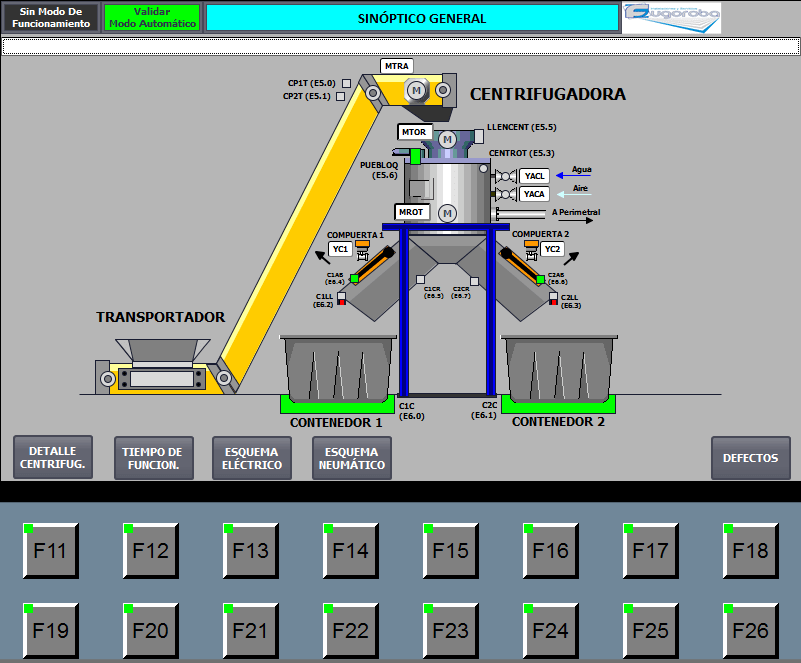 Sin Modo De
Funcionamiento
Validar
Modo Automático
SINÓPTICO GENERAL
Eugoroba
MTRA
CP1T (E5.0)
CP2T (E5.1)
M
CENTRIFUGADORA
MTOR
M
LLENCENT (E5.5)
PUEBLOQ
(E5.6)
CENTROT (E5.3)
YACL
Agua
YACA
Aire
MROT
M
A Perimetral
COMPUERTA 1
YC1
COMPUERTA 2
YC2
C1AB
(E6.4)
C1CR
(E6.5)
C2CR
(E6.7)
C2AB
(E6.6)
C1LL
(E6.2)
C2LL
(E6.3)
TRANSPORTADOR
C1C
(E6.0)
C2C
(E6.1)
CONTENEDOR 1
CONTENEDOR 2
DETALLE
CENTRIFUG.
TIEMPO DE
FUNCION.
ESQUEMA
ELÉCTRICO
ESQUEMA
NEUMÁTICO
DEFECTOS
F11
F12
F13
F14
F15
F16
F17
F18
F19
F20
F21
F22
F23
F24
F25
F26